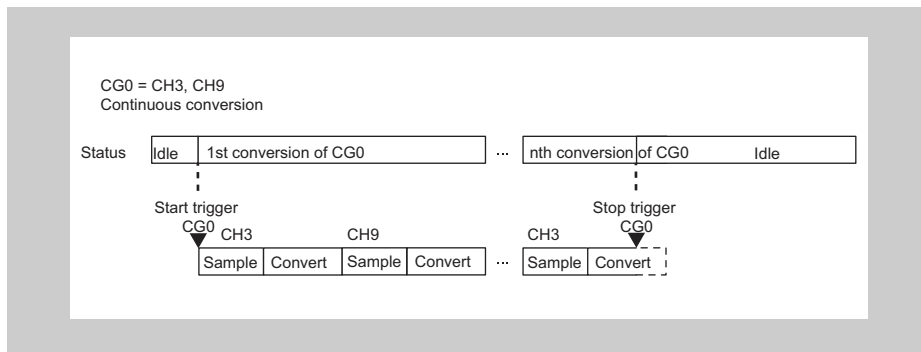 CG0 = CH3, CH9
Continuous conversion
Status Idle 1st conversion of CG0 ... nth conversion of CG0 Idle
Start trigger Stop trigger
CG0 CG0
CH3 CH9 CH3
Sample Convert Sample Convert ... Sample Convert